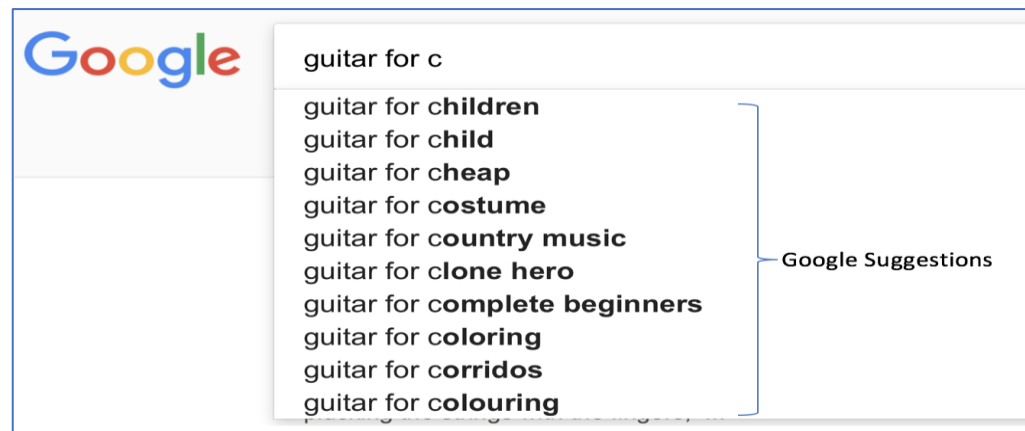 Google
guitar for c
guitar for children
guitar for child
guitar for cheap
guitar for costume
guitar for country music
guitar for clone hero
guitar for complete beginners
guitar for coloring
guitar for corridos
guitar for colouring
Google Suggestions